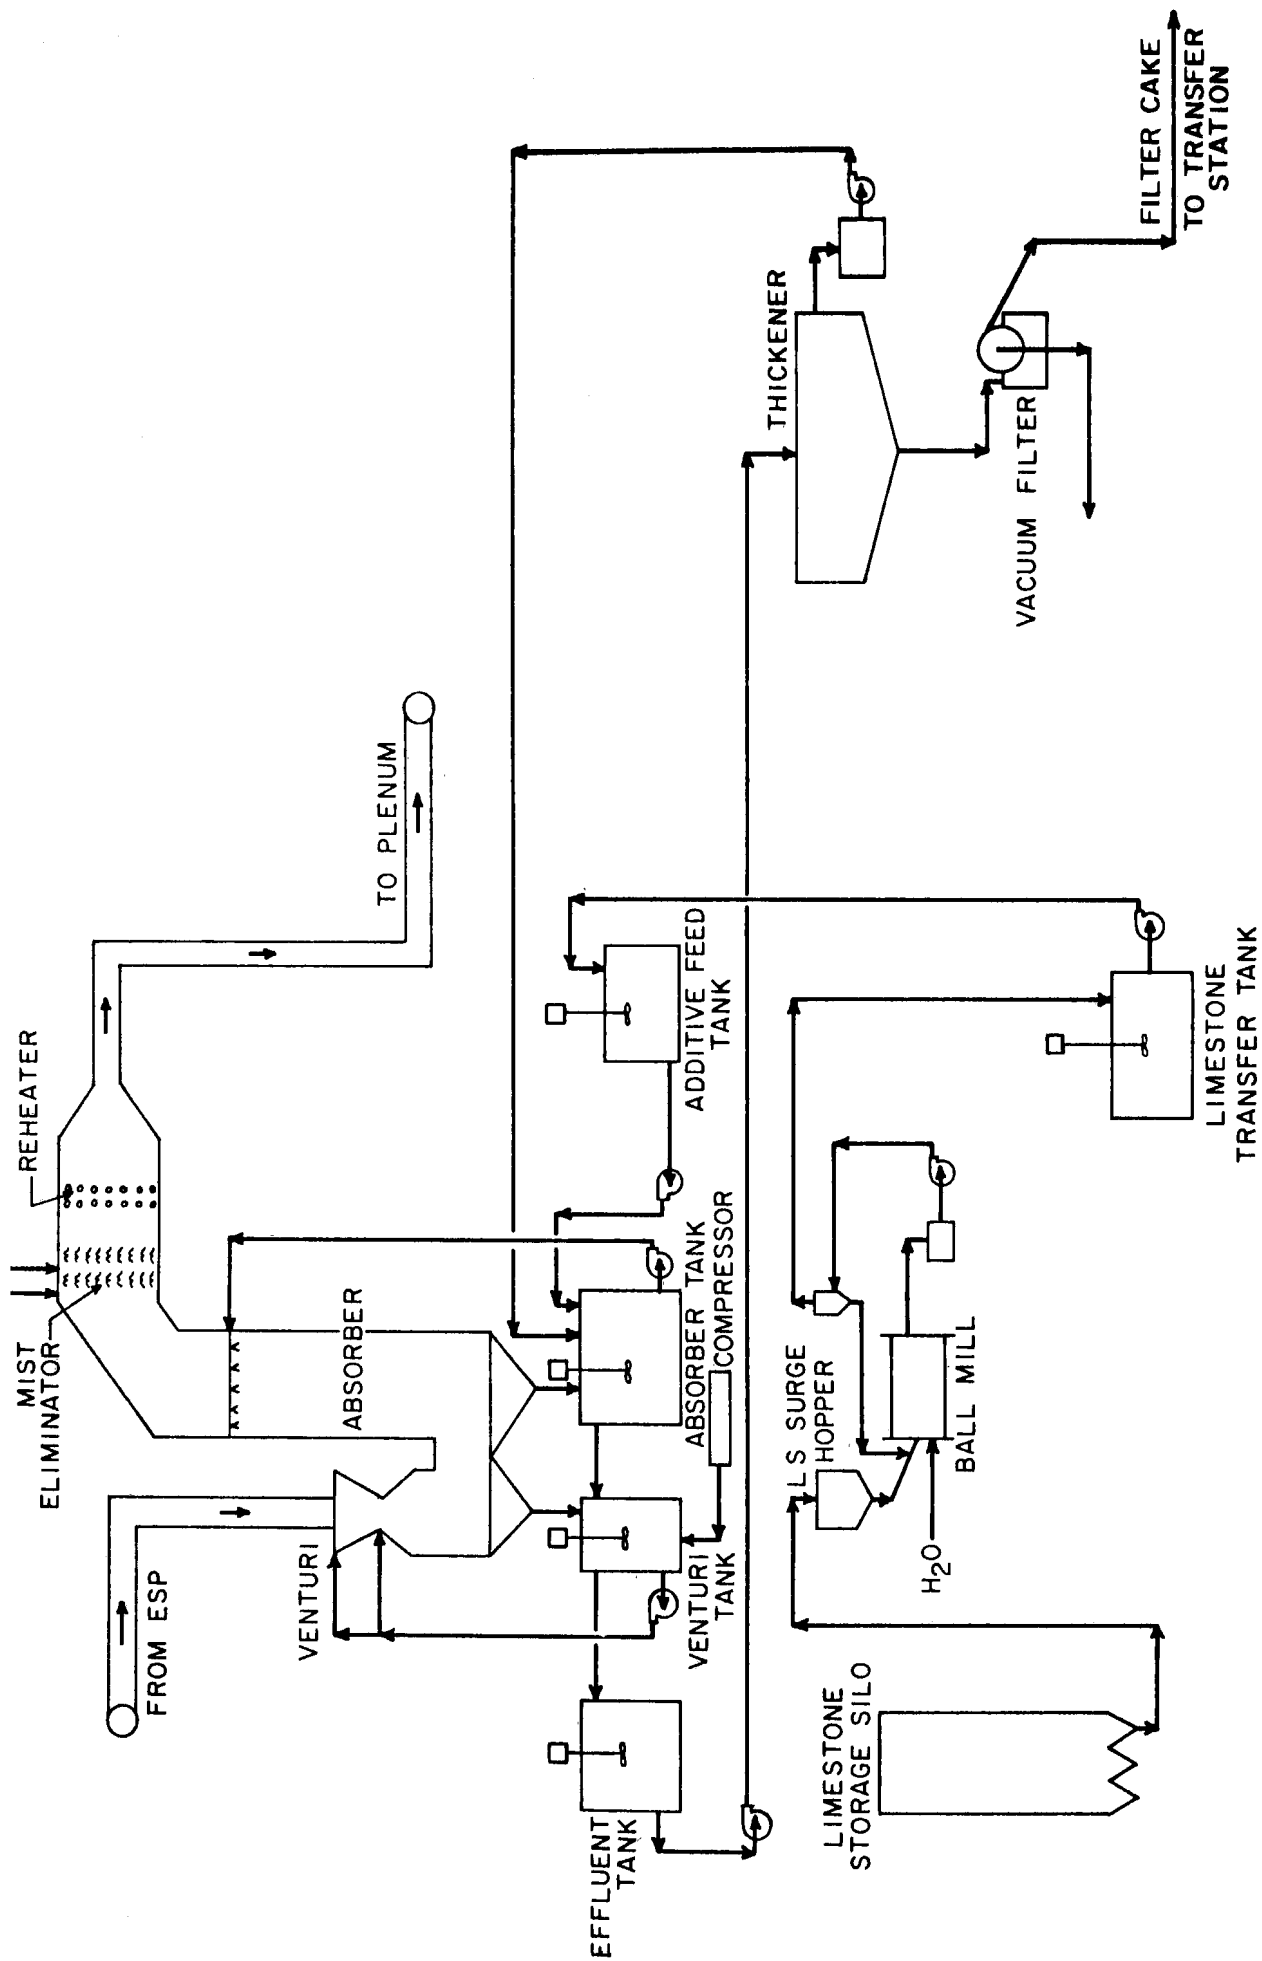 REHEATER
MIST
ELIMINATOR
TO PLENUM
FROM ESP
VENTURI
ABSORBER
EFFLUENT
TANK
VENTURI
TANK
ABSORBER TANK
COMPRESSOR
ADDITIVE FEED
TANK
THICKENER
LIMESTONE
STORAGE SILO
LS SURGE
HOPPER
H2O
BALL MILL
LIMESTONE
TRANSFER TANK
VACUUM FILTER
FILTER CAKE
TO TRANSFER
STATION